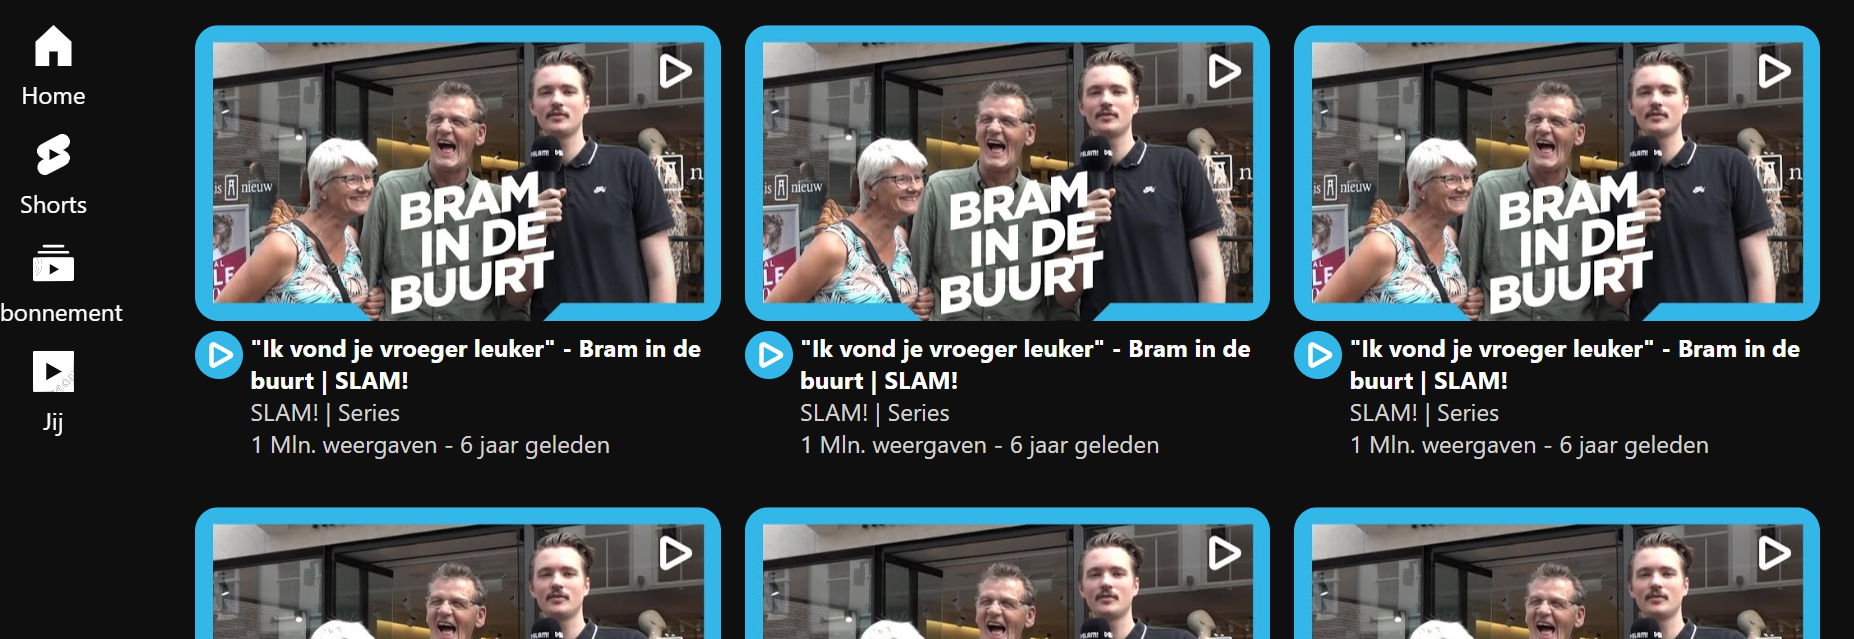 Home
Shorts
bonnement
Jij
is A nieuw
BRAM
IN DE
BUURT
SLAM!
n
"Ik vond je vroeger leuker" - Bram in de
buurt | SLAM!
SLAM! | Series
1 Mln. weergaven - 6 jaar geleden
is A nieuw
BRAM
IN DE
BUURT
SLAM!
n
"Ik vond je vroeger leuker" - Bram in de
buurt | SLAM!
SLAM! | Series
1 Mln. weergaven - 6 jaar geleden
is A nieuw
BRAM
IN DE
BUURT
SLAM!
n
"Ik vond je vroeger leuker" - Bram in de
buurt | SLAM!
SLAM! | Series
1 Mln. weergaven - 6 jaar geleden